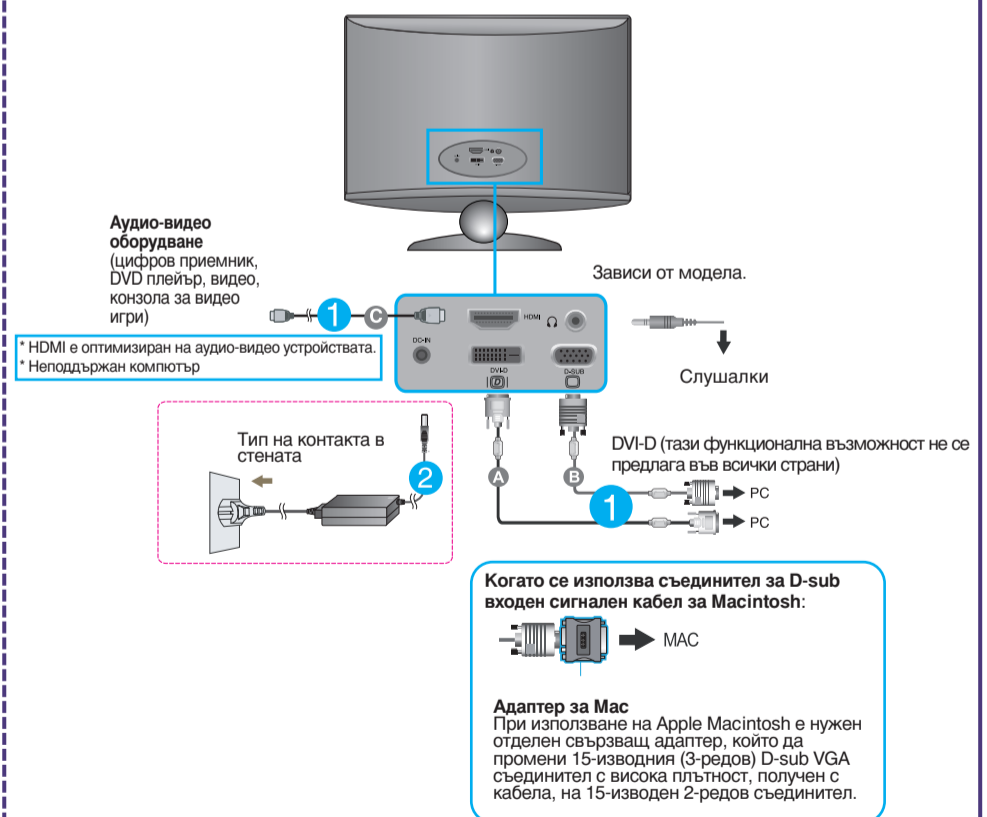 Аудио-видео
оборудване
(цифров приемник,
DVD плейър, видео,
конзола за видео
игри)
Зависи от модела.
1
C
HDMI
DC-IN
DVI-D
D-SUB
D
* HDMI е оптимизиран на аудио-видео устройствата.
* Неподдържан компютър
Слушалки
Тип на контакта в
стената
2
A
B
1
DVI-D (тази функционална възможност не се
предлага във всички страни)
PC
PC
Когато се използва съединител за D-sub
входен сигнален кабел за Macintosh:
MAC
Адаптер за Mac
При използване на Apple Macintosh е нужен
отделен свързващ адаптер, който да
промени 15-изводния (3-редов) D-sub VGA
съединител с висока плътност, получен с
кабела, на 15-изводен 2-редов съединител.